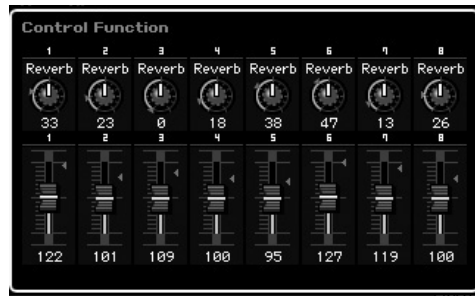 Control Function
1 2 3 4 5 6 7 8
Reverb Reverb Reverb Reverb Reverb Reverb Reverb Reverb
33 23 0 18 38 47 13 26
1 2 3 4 5 6 7 8
122 101 109 100 95 127 119 100